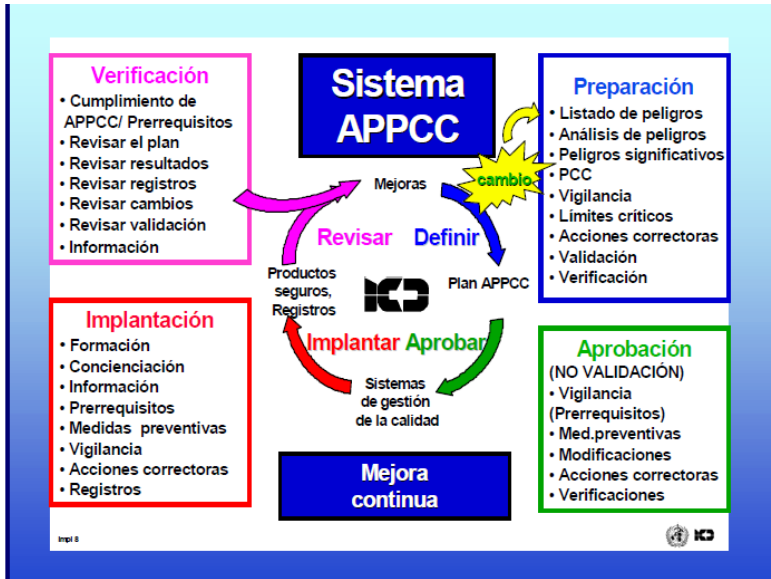 Verificación
• Cumplimiento de
APPCC/ Prerrequisitos
• Revisar el plan
• Revisar resultados
• Revisar registros
• Revisar cambios
• Revisar validación
• Información
Sistema
APPCC
Preparación
• Listado de peligros
• Análisis de peligros
• Peligros significativos
• PCC
• Vigilancia
• Límites críticos
• Acciones correctoras
• Validación
• Verificación
cambio
Mejoras
Revisar
Definir
Productos
seguros,
Registros
Plan APPCC
Implantar
Aprobar
Sistemas
de gestión
de la calidad
Implantación
• Formación
• Concienciación
• Información
• Prerrequisitos
• Medidas preventivas
• Vigilancia
• Acciones correctoras
• Registros
Aprobación
(NO VALIDACIÓN)
• Vigilancia
(Prerrequisitos)
• Med.preventivas
• Modificaciones
• Acciones correctoras
• Verificaciones
Mejora
continua
Impl 8